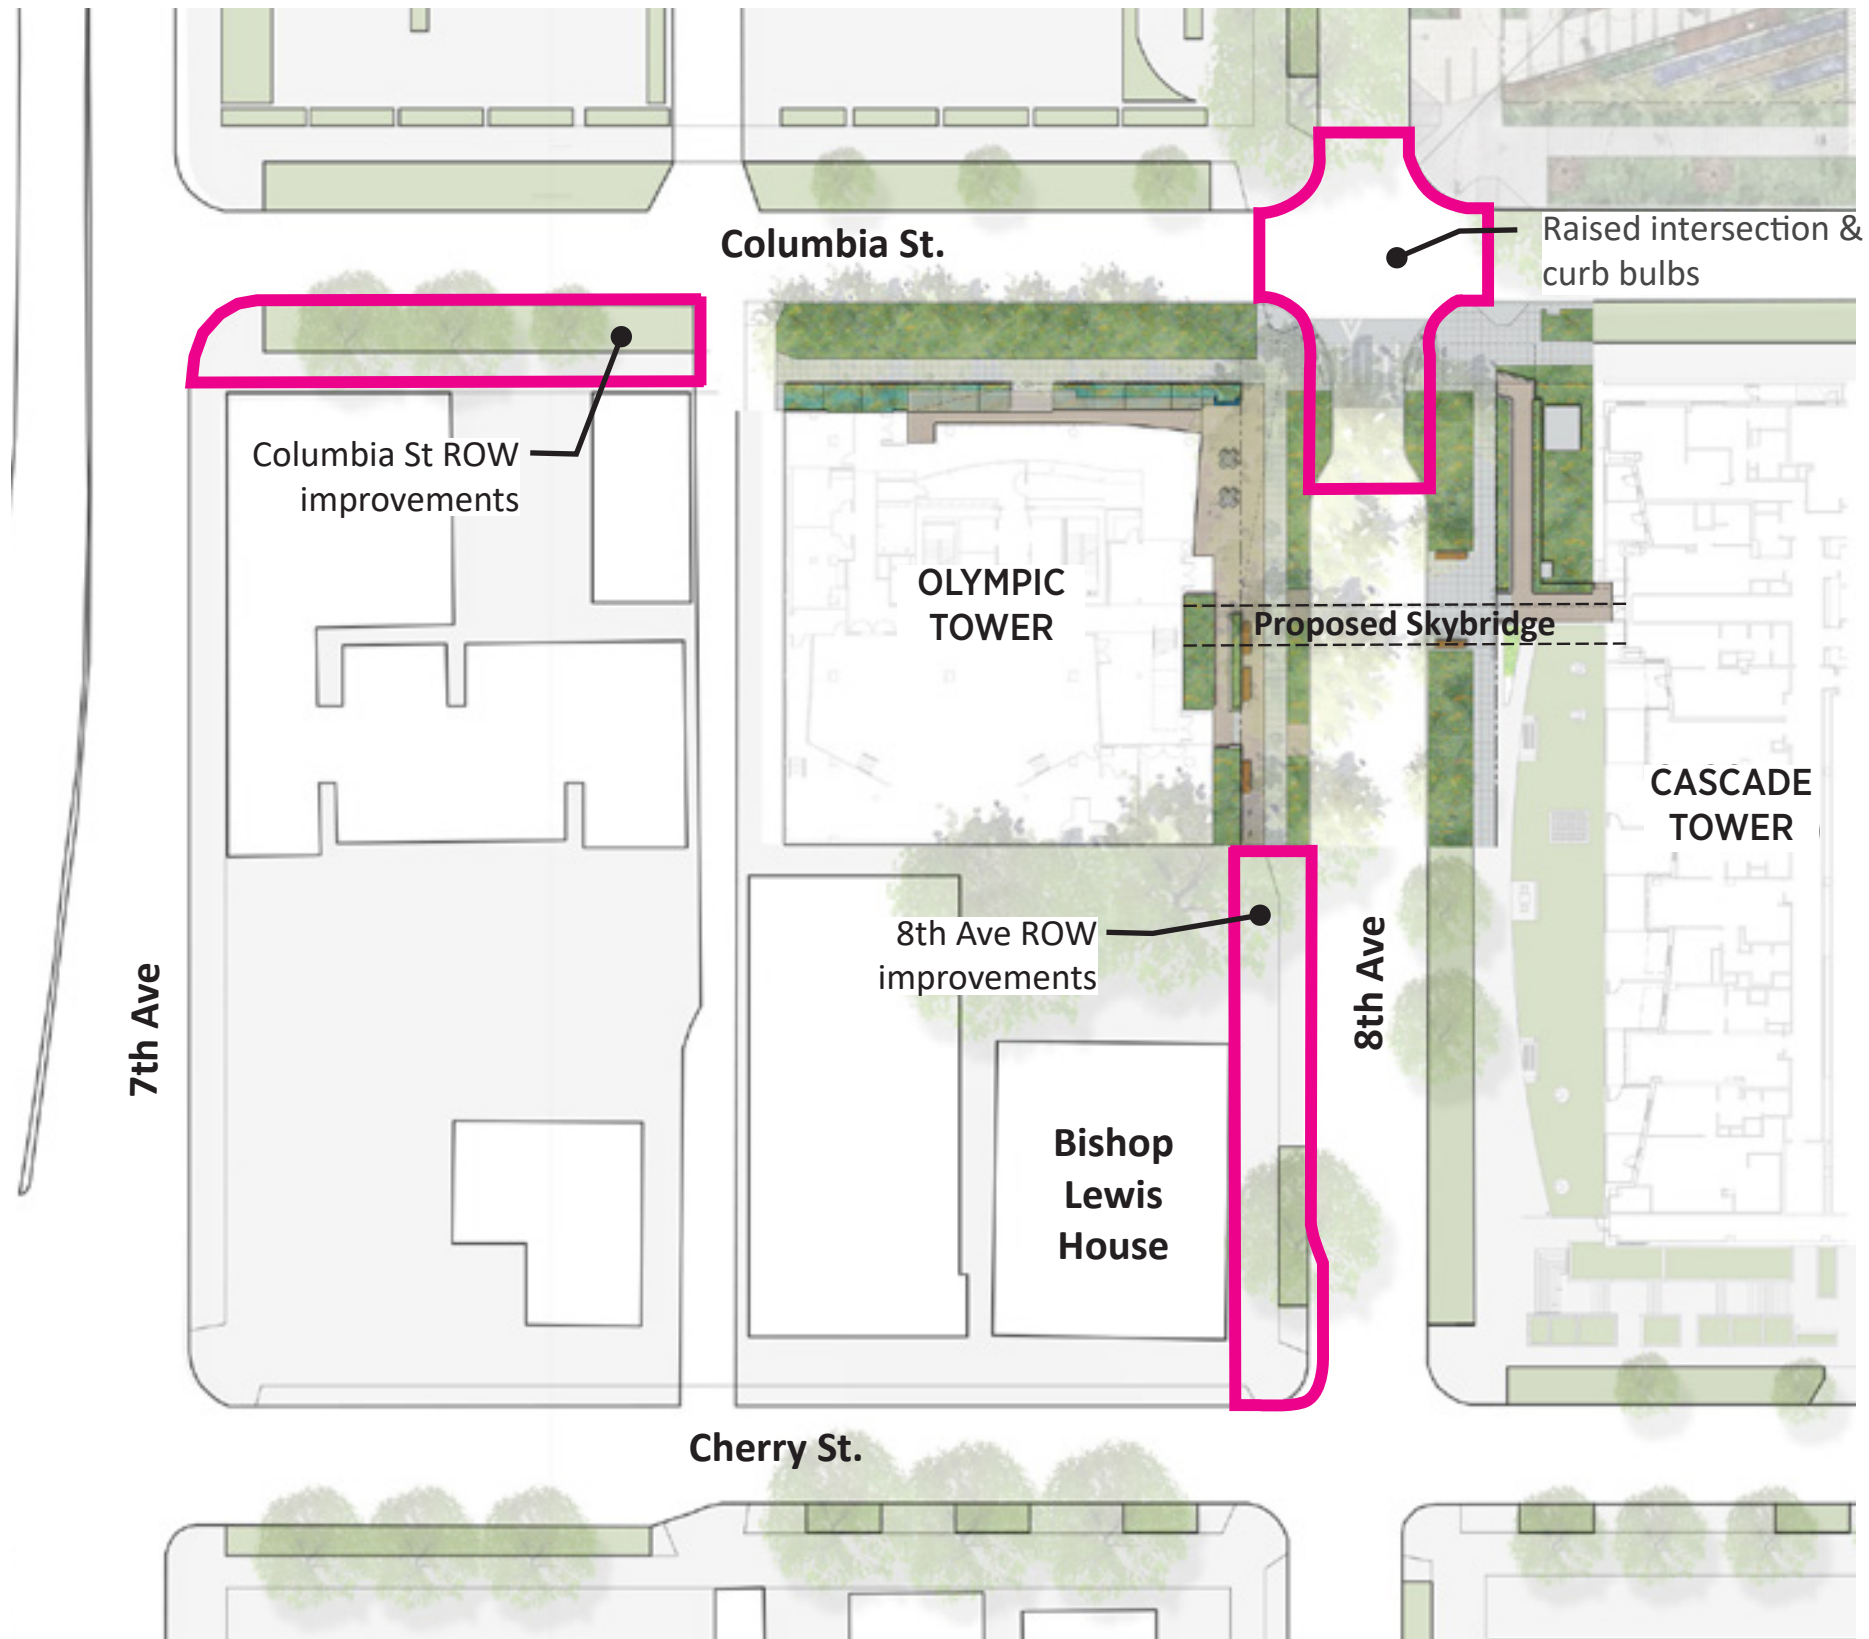 Columbia St.
Raised intersection &
curb bulbs
Columbia St ROW
improvements
OLYMPIC
TOWER
Proposed Skybridge
CASCADE
TOWER
8th Ave ROW
improvements
8th Ave
7th Ave
Bishop
Lewis
House
Cherry St.